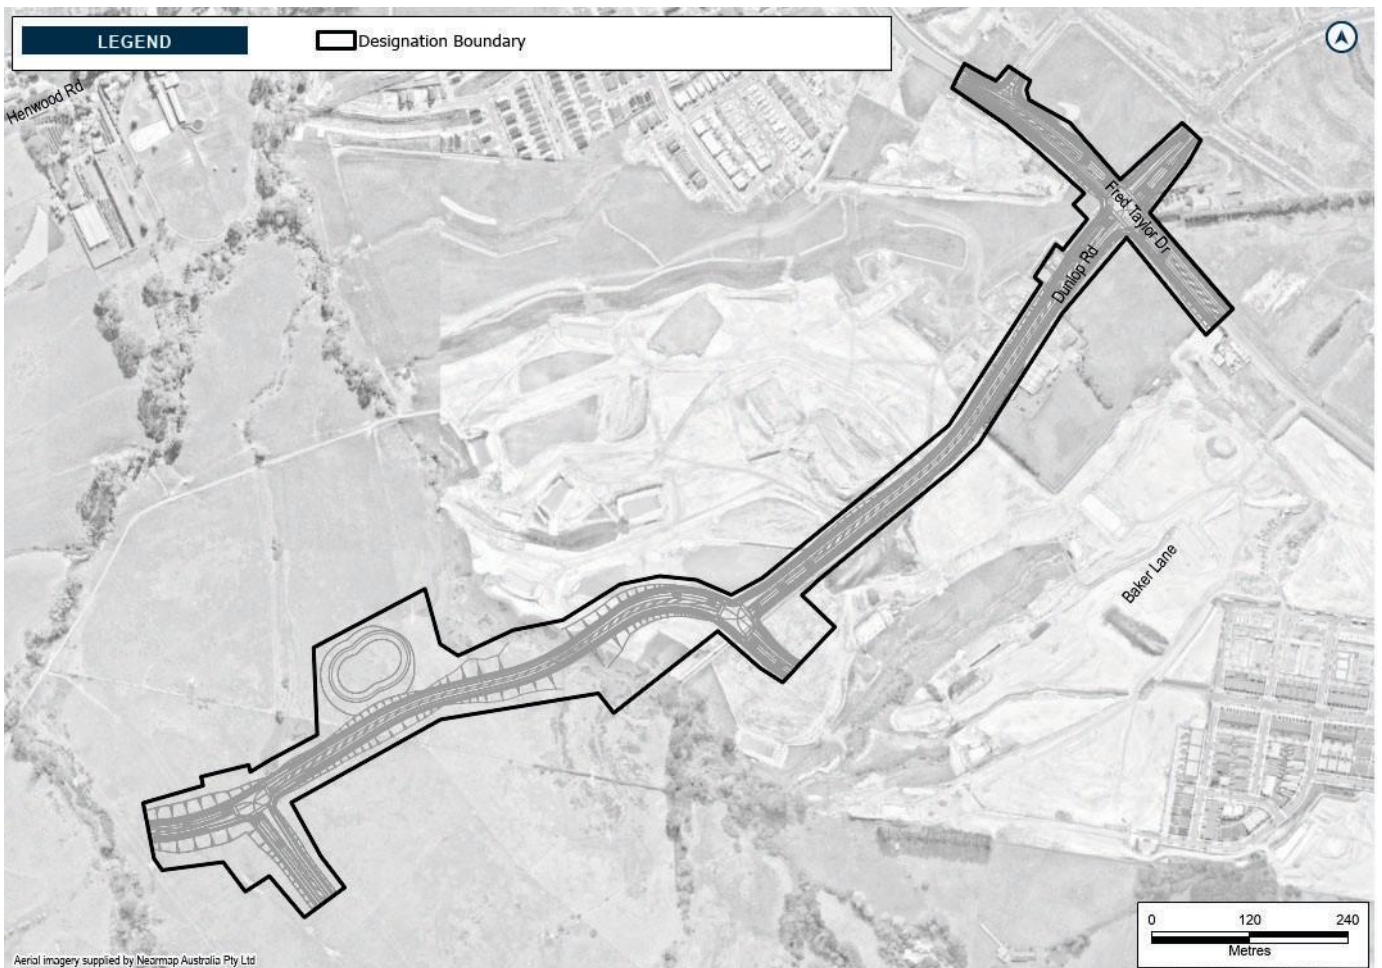 LEGEND
Designation Boundary
Henwood Rd
Fred Taylor Dr
Dunlop Rd
Baker Lane
0 120 240
Metres
Aerial imagery supplied by Nearmap Australia Pty Ltd